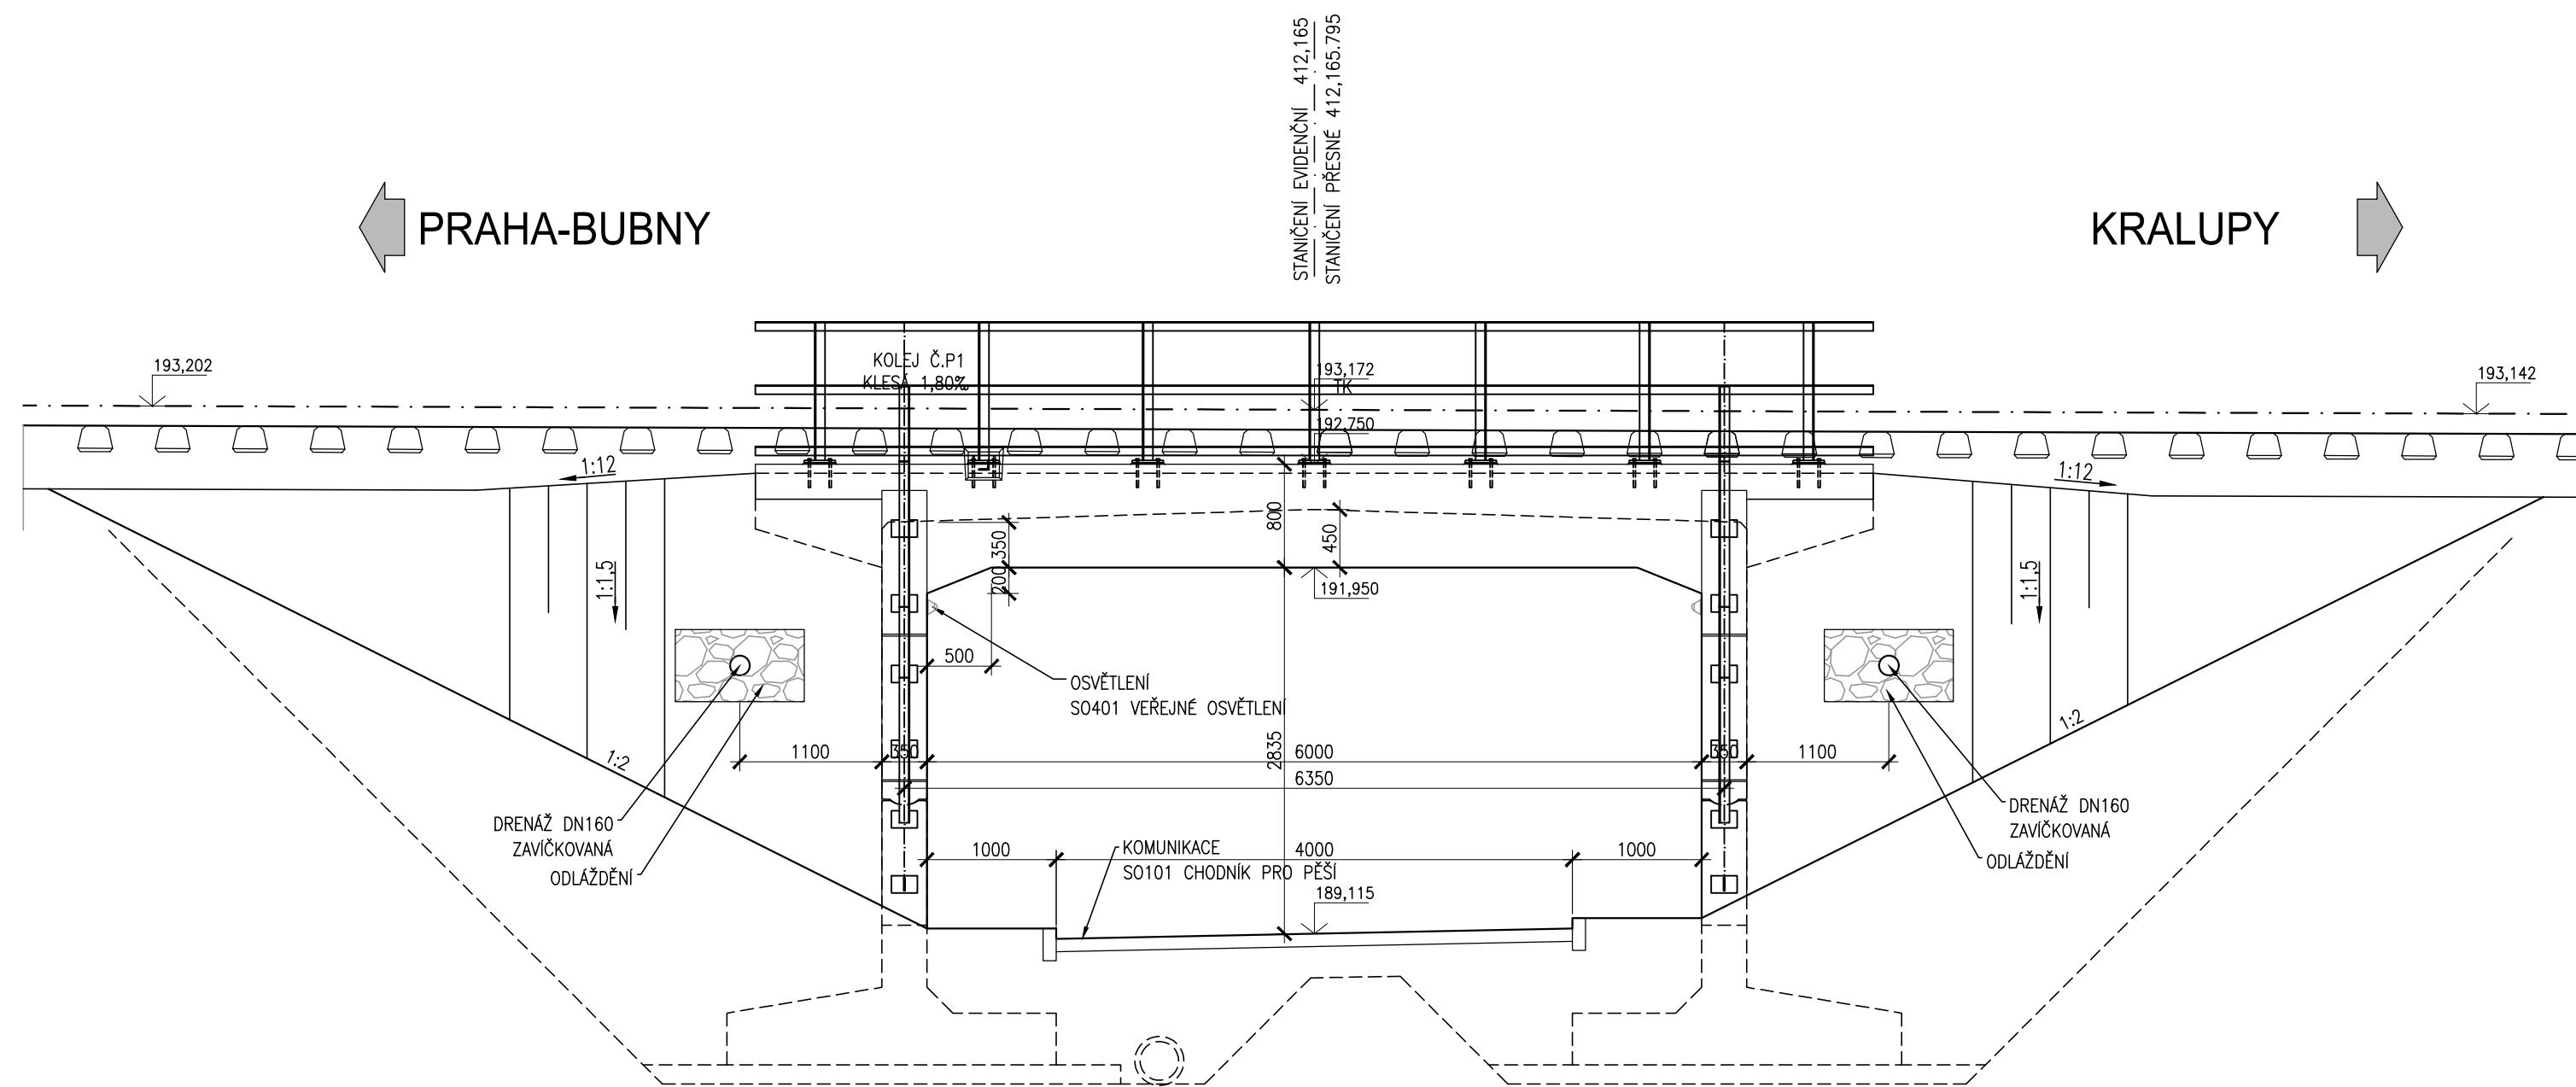 STANIČENÍ EVIDENČNÍ 412,165
STANIČENÍ PŘESNÉ 412,165.795
PRAHA-BUBNY
KRALUPY
193,202
KOLEJ Č.P1
KLESÁ 1,80‰
193,172
TK
193,142
192,750
1:12
1:12
800
450
350
200
191,950
1:1,5
1:1,5
500
OSVĚTLENÍ
SO401 VEŘEJNÉ OSVĚTLENÍ
2835
1:2
1:2
1100
350
6000
350
1100
6350
DRENÁŽ DN160
ZAVÍČKOVANÁ
ODLÁŽDĚNÍ
DRENÁŽ DN160
ZAVÍČKOVANÁ
ODLÁŽDĚNÍ
1000
KOMUNIKACE
SO101 CHODNÍK PRO PĚŠÍ
4000
1000
189,115